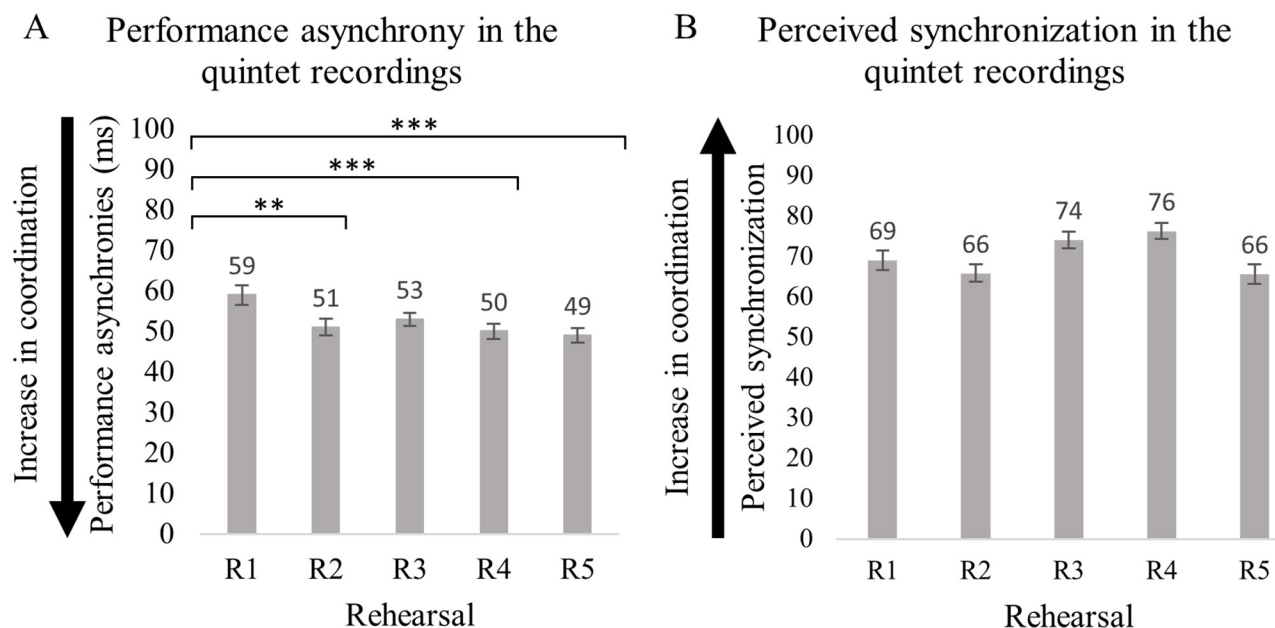 A
Performance asynchrony in the
quintet recordings
Increase in coordination
Performance asynchronies (ms)
100
90
80
70
60
50
40
30
20
10
0
***
***
**
59
51
53
50
49
R1
R2
R3
R4
R5
Rehearsal
B
Perceived synchronization in the
quintet recordings
Increase in coordination
Perceived synchronization
100
90
80
70
60
50
40
30
20
10
0
69
66
74
76
66
R1
R2
R3
R4
R5
Rehearsal